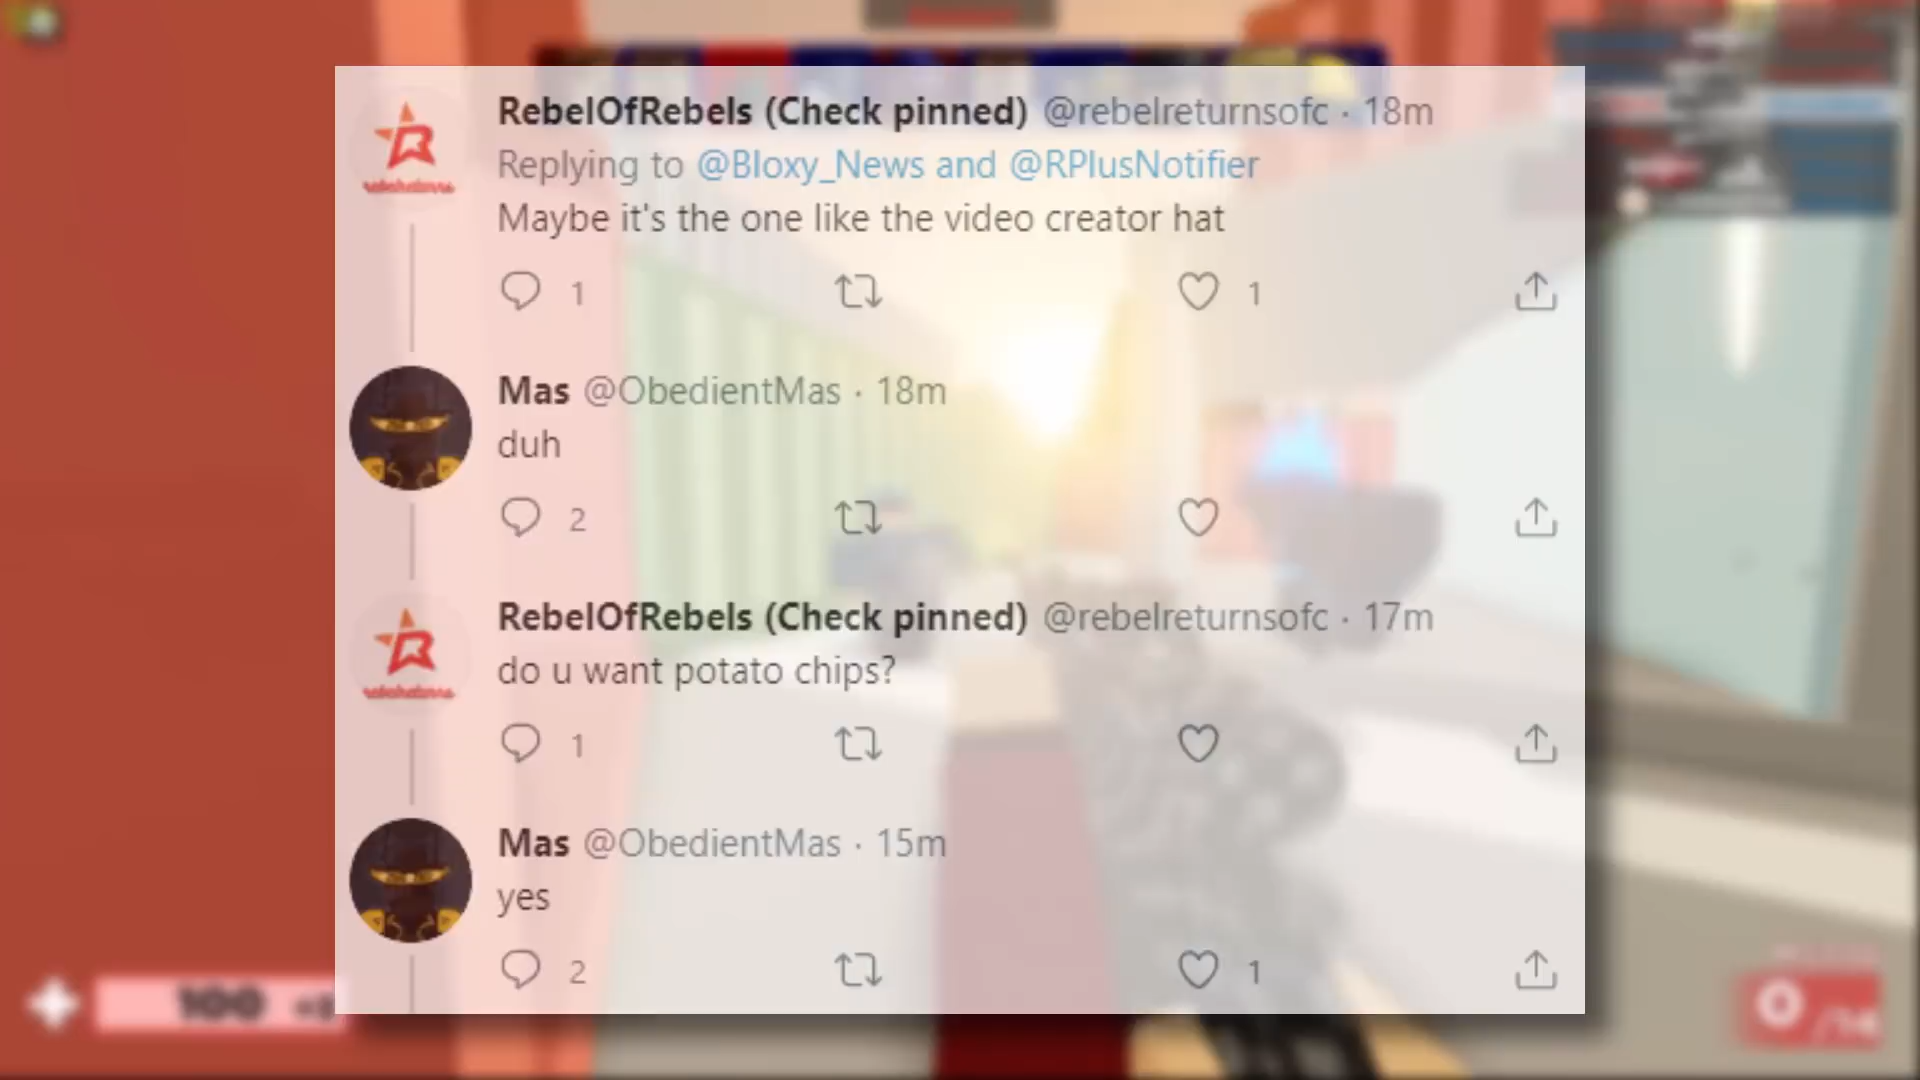 RebelOfRebels (Check pinned) @rebelreturnsofc · 18m
Replying to @Bloxy_News and @RPlusNotifier
Maybe it's the one like the video creator hat
1 1
Mas @ObedientMas · 18m
duh
2
RebelOfRebels (Check pinned) @rebelreturnsofc · 17m
do u want potato chips?
1
Mas @ObedientMas · 15m
yes
2 1
100
0